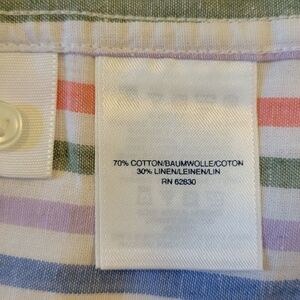 70% COTTON/BAUMWOLLE/COTON
30% LINEN/LEINEN/LIN
RN 62830